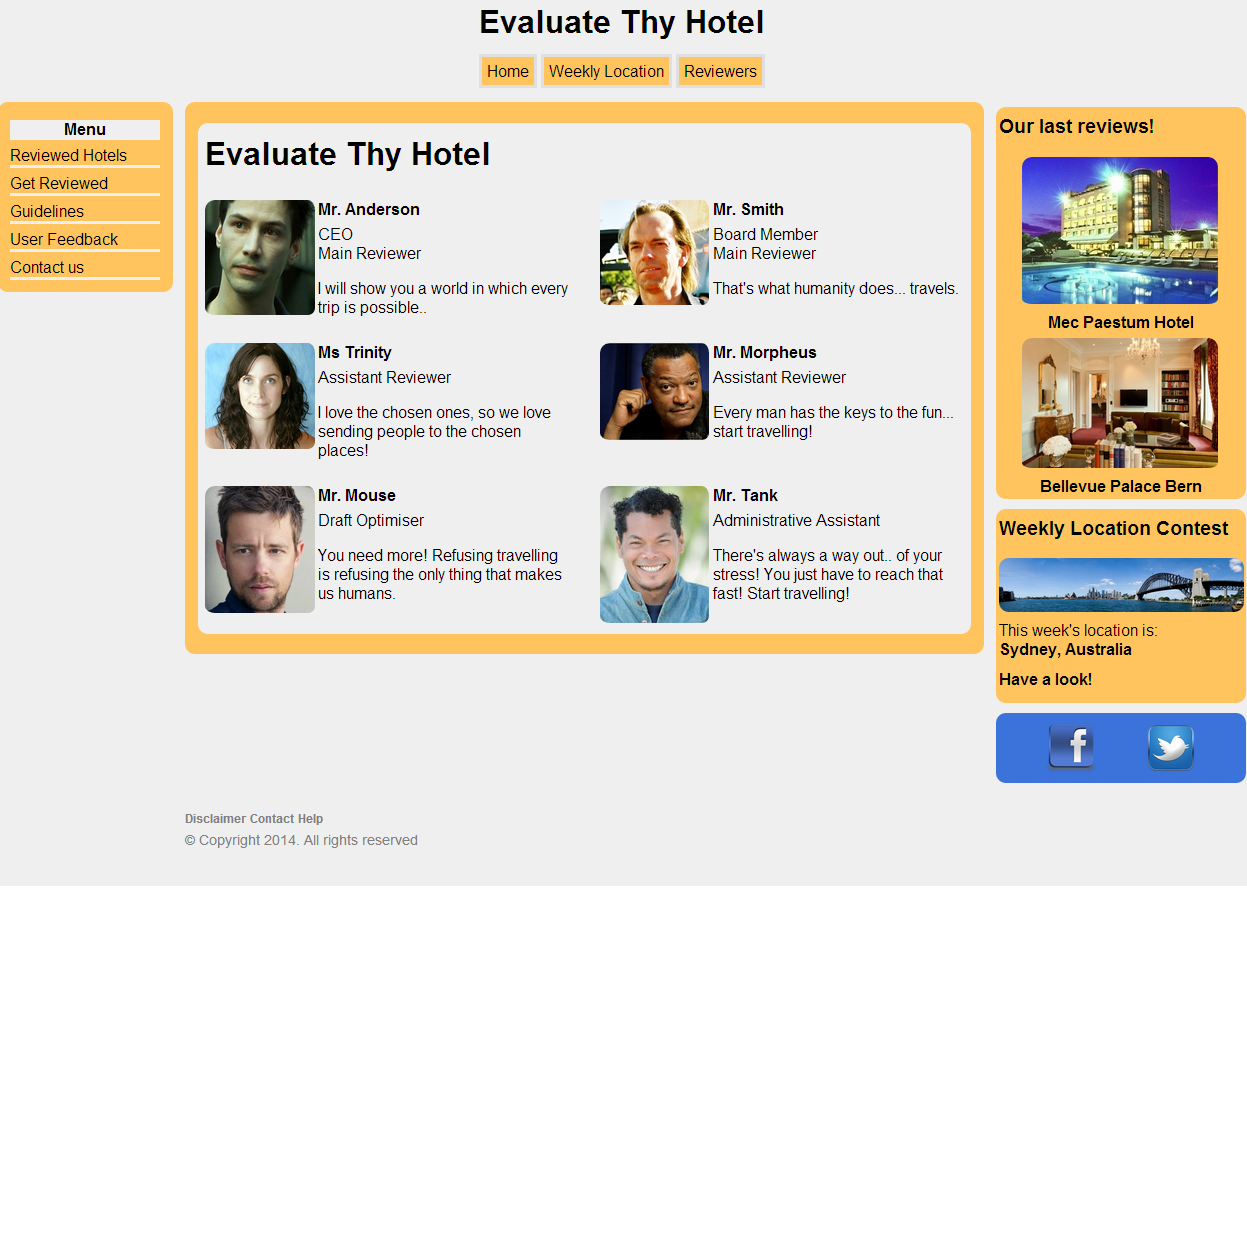 Evaluate Thy Hotel
Home
Weekly Location
Reviewers
Menu
Reviewed Hotels
Get Reviewed
Guidelines
User Feedback
Contact us
Evaluate Thy Hotel
Mr. Anderson
CEO
Main Reviewer
I will show you a world in which every
trip is possible..
Mr. Smith
Board Member
Main Reviewer
That's what humanity does... travels.
Ms Trinity
Assistant Reviewer
I love the chosen ones, so we love
sending people to the chosen
places!
Mr. Morpheus
Assistant Reviewer
Every man has the keys to the fun...
start travelling!
Mr. Mouse
Draft Optimiser
You need more! Refusing travelling
is refusing the only thing that makes
us humans.
Mr. Tank
Administrative Assistant
There's always a way out.. of your
stress! You just have to reach that
fast! Start travelling!
Our last reviews!
Mec Paestum Hotel
Bellevue Palace Bern
Weekly Location Contest
This week's location is:
Sydney, Australia
Have a look!
f
Disclaimer Contact Help
© Copyright 2014. All rights reserved